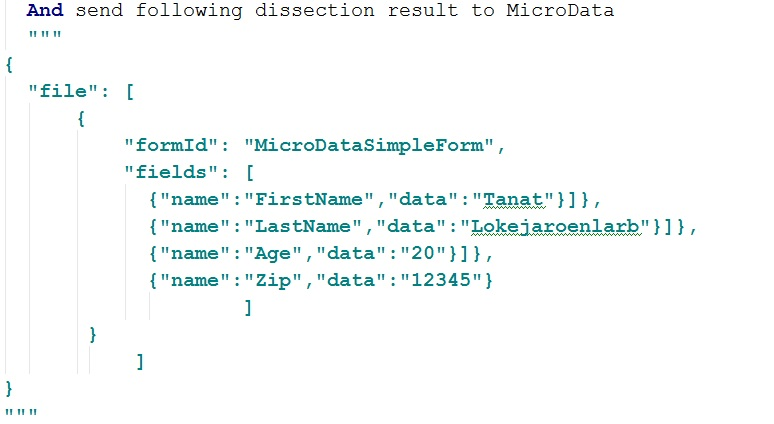 And send following dissection result to MicroData
"""
{
"file": [
{
"formId": "MicroDataSimpleForm",
"fields": [
{"name":"FirstName","data":"Tanat"}]},
{"name":"LastName","data":"Lokejaroenlarb"}]},
{"name":"Age","data":"20"}]},
{"name":"Zip","data":"12345"}
]
}
]
}
"""